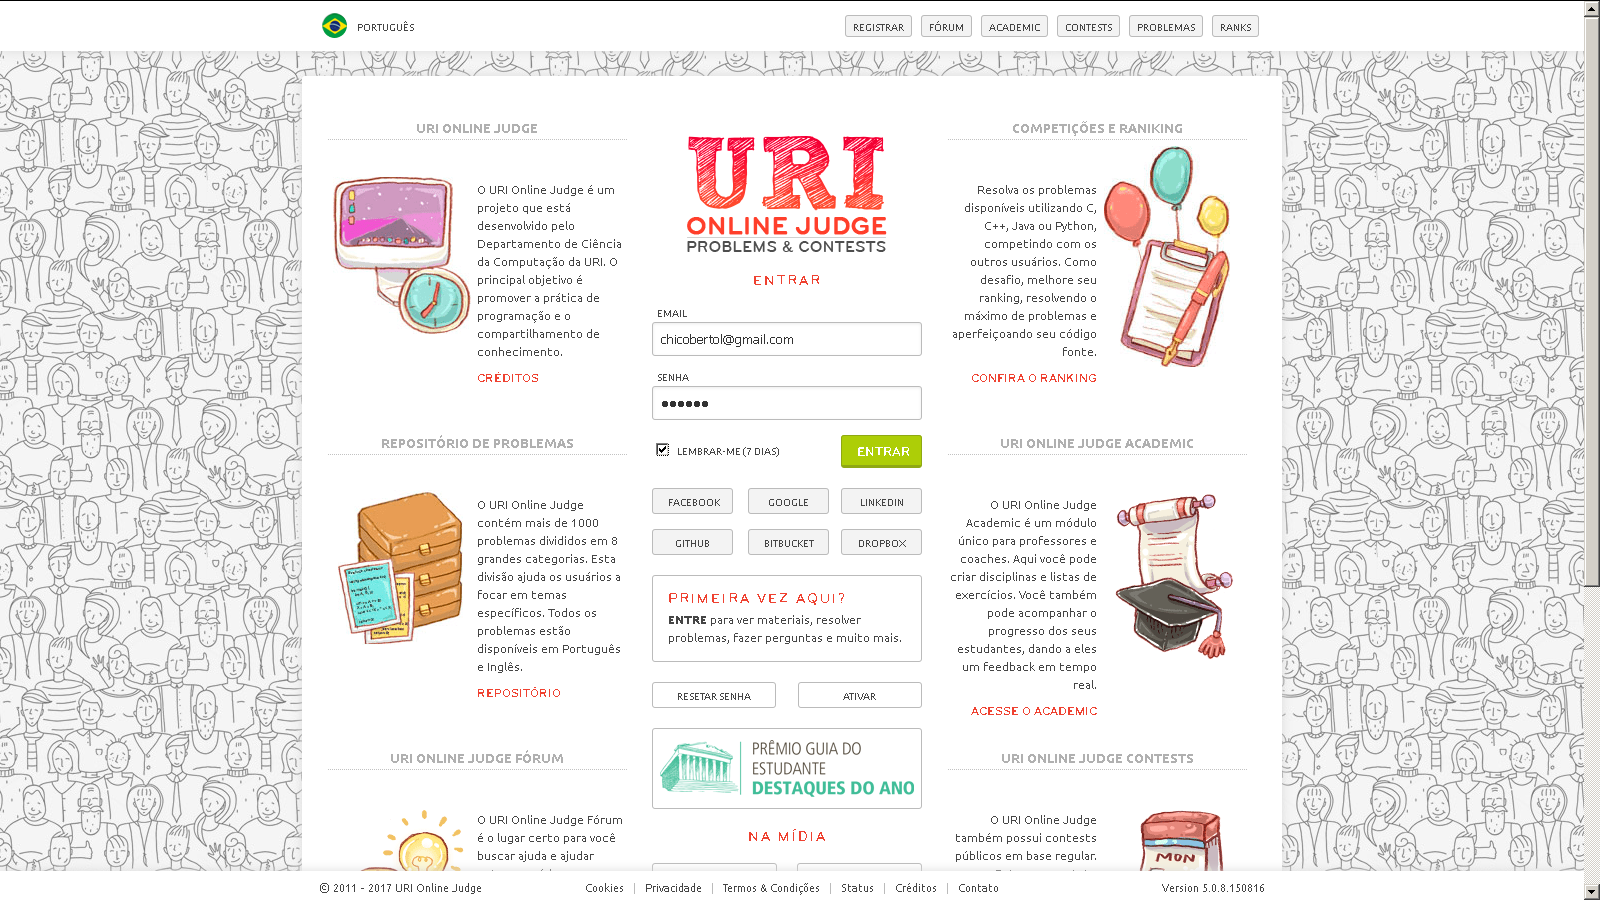 PORTUGUÊS
REGISTRAR
FÓRUM
ACADEMIC
CONTESTS
PROBLEMAS
RANKS
URI ONLINE JUDGE
O URI Online Judge é um
projeto que está
desenvolvido pelo
Departamento de Ciência
da Computação da URI. O
principal objetivo é
promover a prática de
programação e o
compartilhamento de
conhecimento.
CRÉDITOS
REPOSITÓRIO DE PROBLEMAS
O URI Online Judge
contém mais de 1000
problemas divididos em 8
grandes categorias. Esta
divisão ajuda os usuários a
focar em temas
específicos. Todos os
problemas estão
disponíveis em Português
e Inglês.
REPOSITÓRIO
URI ONLINE JUDGE FÓRUM
O URI Online Judge Fórum
é o lugar certo para você
buscar ajuda e ajudar
URI
ONLINE JUDGE
PROBLEMS & CONTESTS
ENTRAR
EMAIL
chicobertol@gmail.com
SENHA
••••••
LEMBRAR-ME (7 DIAS)
ENTRAR
FACEBOOK
GOOGLE
LINKEDIN
GITHUB
BITBUCKET
DROPBOX
PRIMEIRA VEZ AQUI?
ENTRE para ver materiais, resolver
problemas, fazer perguntas e muito mais.
RESETAR SENHA
ATIVAR
PRÊMIO GUIA DO
ESTUDANTE
DESTAQUES DO ANO
NA MÍDIA
COMPETIÇÕES E RANIKING
Resolva os problemas
disponíveis utilizando C,
C++, Java ou Python,
competindo com os
outros usuários. Como
desafio, melhore seu
ranking, resolvendo o
máximo de problemas e
aperfeiçoando seu código
fonte.
CONFIRA O RANKING
URI ONLINE JUDGE ACADEMIC
O URI Online Judge
Academic é um módulo
único para professores e
coaches. Aqui você pode
criar disciplinas e listas de
exercícios. Você também
pode acompanhar o
progresso dos seus
estudantes, dando a eles
um feedback em tempo
real.
ACESSE O ACADEMIC
URI ONLINE JUDGE CONTESTS
O URI Online Judge
também possui contests
públicos em base regular.
MON
© 2011 - 2017 URI Online Judge
Cookies
Privacidade
Termos & Condições
Status
Créditos
Contato
Version 5.0.8.150816